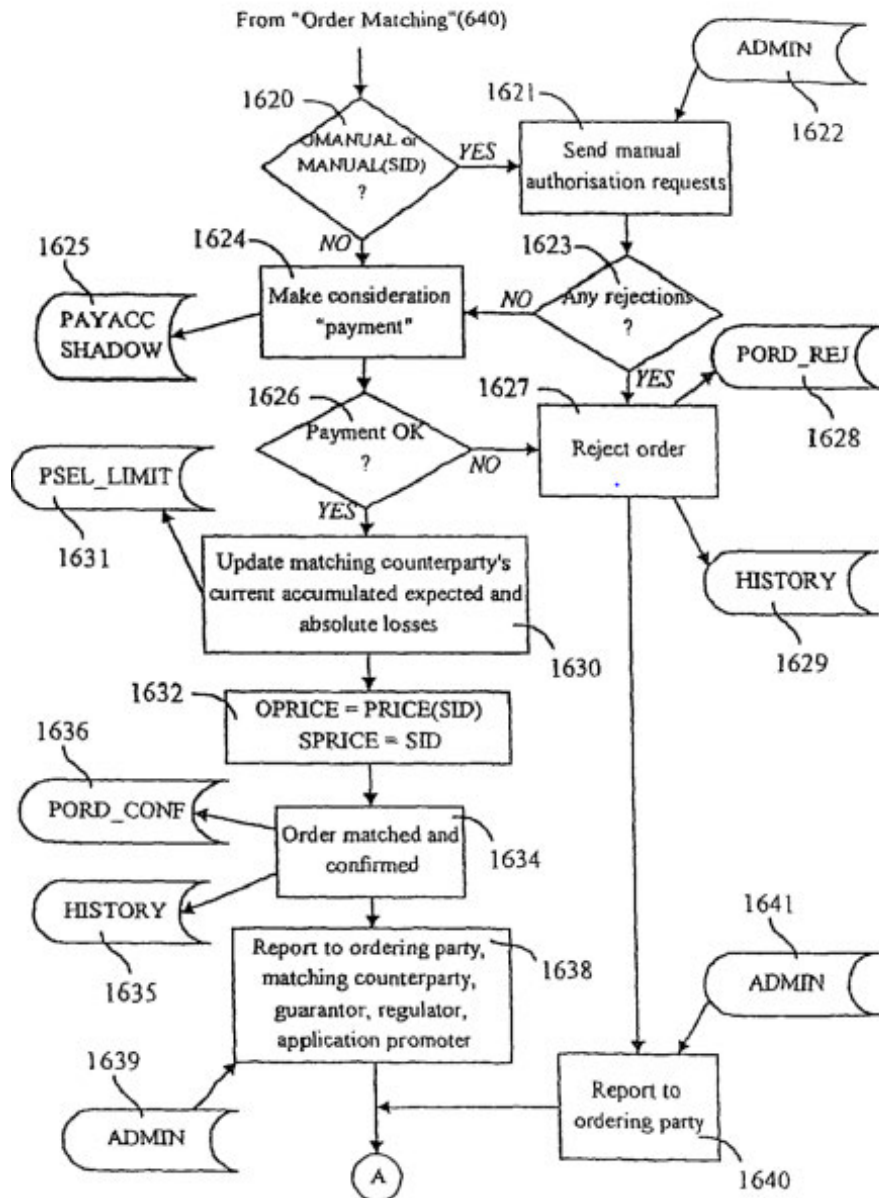 From "Order Matching"(640)
ADMIN
1622
1620
OMANUAL or
MANUAL(SID)
?
YES
NO
1621
Send manual
authorisation requests
1623
Any rejections
?
NO
YES
1624
Make consideration
"payment"
1625
PAYACC
SHADOW
1626
Payment OK
?
NO
YES
1627
Reject order
PORD_REJ
1628
HISTORY
1629
PSEL_LIMIT
1631
Update matching counterparty's
current accumulated expected and
absolute losses
1630
1632
OPRICE = PRICE(SID)
SPRICE = SID
1636
PORD_CONF
Order matched and
confirmed
1634
HISTORY
1635
Report to ordering party,
matching counterparty,
guarantor, regulator,
application promoter
1638
1639
ADMIN
1641
ADMIN
Report to
ordering party
1640
A